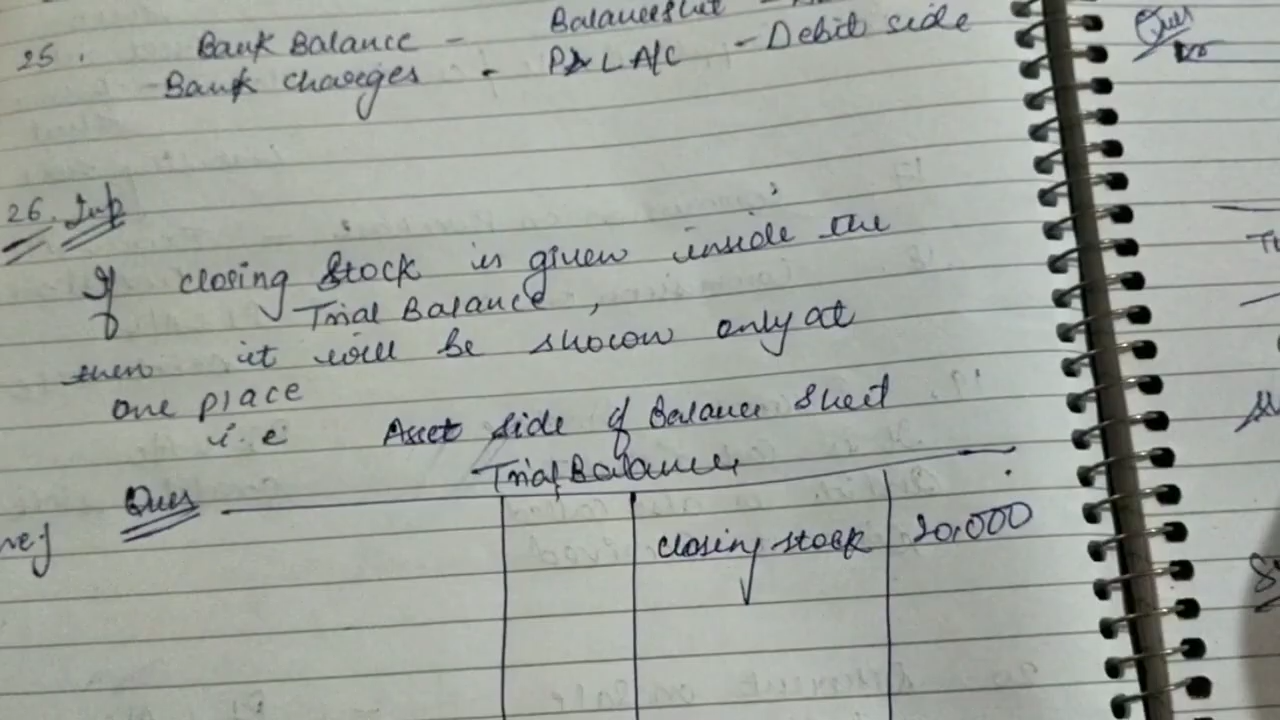 Balancesheet -
25. Bank Balance -
Bank charges - P&L A/C - Debit side
26. Imp
If closing Stock is given inside the
Trial Balance,
then it will be shown only at
one place
i.e Asset side of Balance Sheet
Trial Balance
Ques
closing stock 20,000
Ques